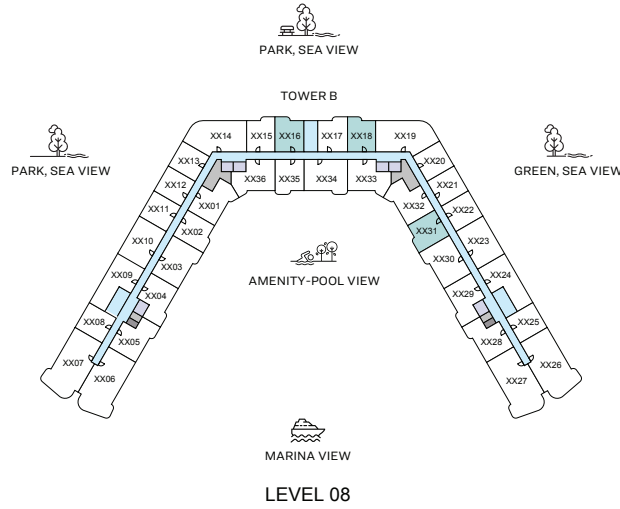 PARK, SEA VIEW
TOWER B
PARK, SEA VIEW
GREEN, SEA VIEW
XX14
XX15
XX16
XX17
XX18
XX19
XX13
XX36
XX35
XX34
XX33
XX20
XX12
XX21
XX11
XX01
XX32
XX22
XX10
XX02
XX31
XX23
XX09
XX03
XX30
XX24
XX08
XX04
XX29
XX25
XX07
XX05
XX28
XX26
XX06
XX27
AMENITY-POOL VIEW
MARINA VIEW
LEVEL 08